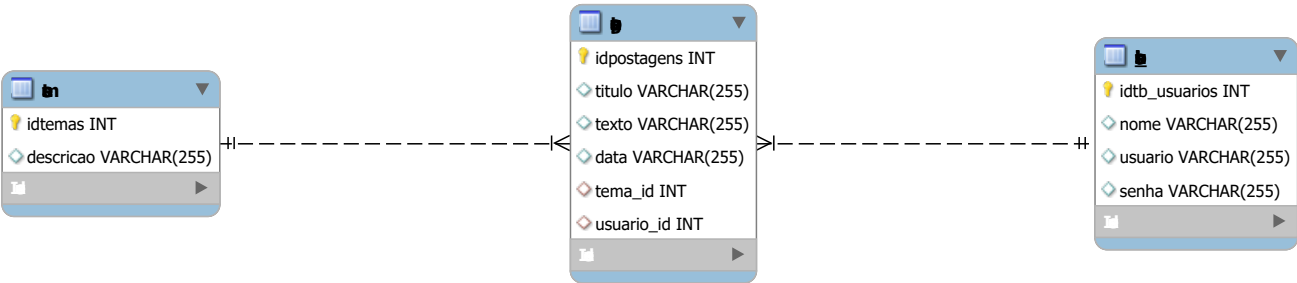 idtemas INT
descricao VARCHAR(255)
idpostagens INT
titulo VARCHAR(255)
texto VARCHAR(255)
data VARCHAR(255)
tema_id INT
usuario_id INT
idtb_usuarios INT
nome VARCHAR(255)
usuario VARCHAR(255)
senha VARCHAR(255)